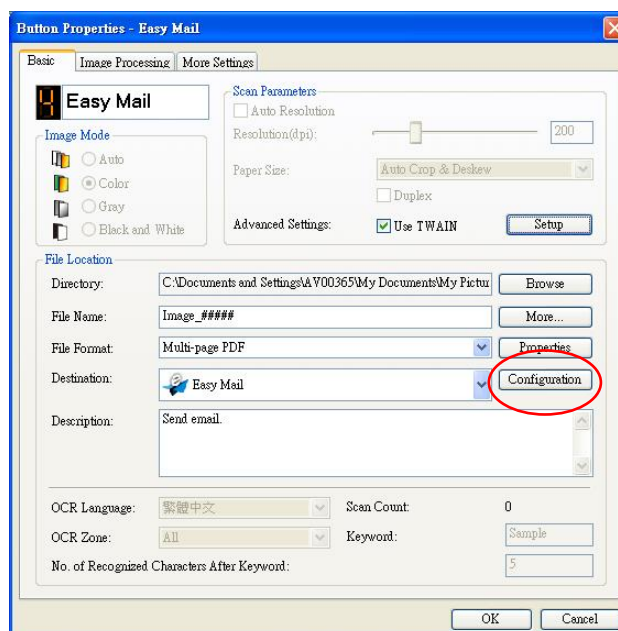 Button Properties - Easy Mail
Basic Image Processing More Settings
4 Easy Mail
Image Mode
Auto
Color
Gray
Black and White
Scan Parameters
Auto Resolution
Resolution(dpi): 200
Paper Size: Auto Crop & Deskew
Duplex
Advanced Settings: Use TWAIN Setup
File Location
Directory: C:\Documents and Settings\AV00365\My Documents\My Pictur Browse
File Name: Image_##### More...
File Format: Multi-page PDF Properties
Destination: Easy Mail Configuration
Description: Send email.
OCR Language: 繁體中文 Scan Count: 0
OCR Zone: All Keyword: Sample
No. of Recognized Characters After Keyword: 5
OK Cancel